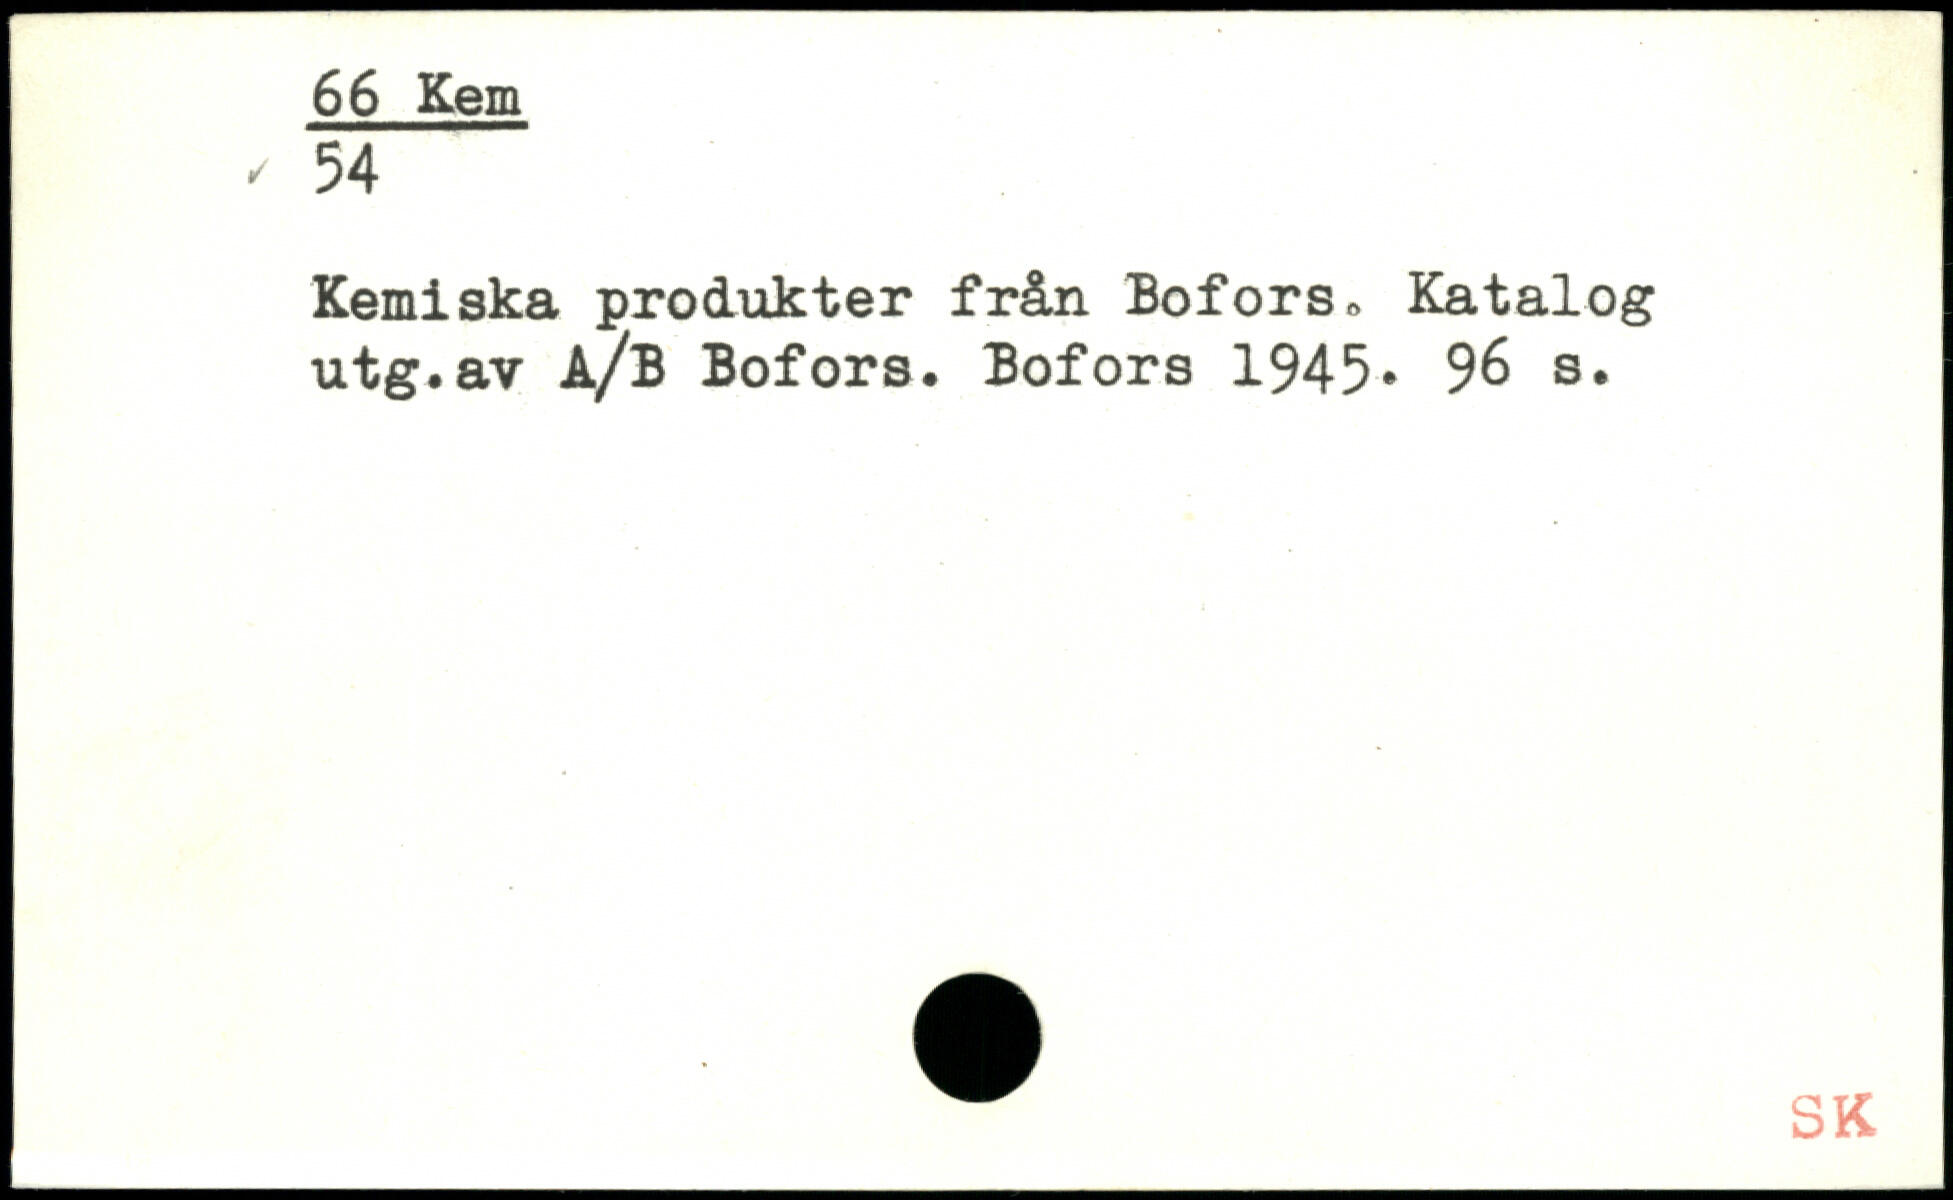 66 Kem
54
Kemiska produkter från Bofors. Katalog
utg.av A/B Bofors. Bofors 1945. 96 s.
SK